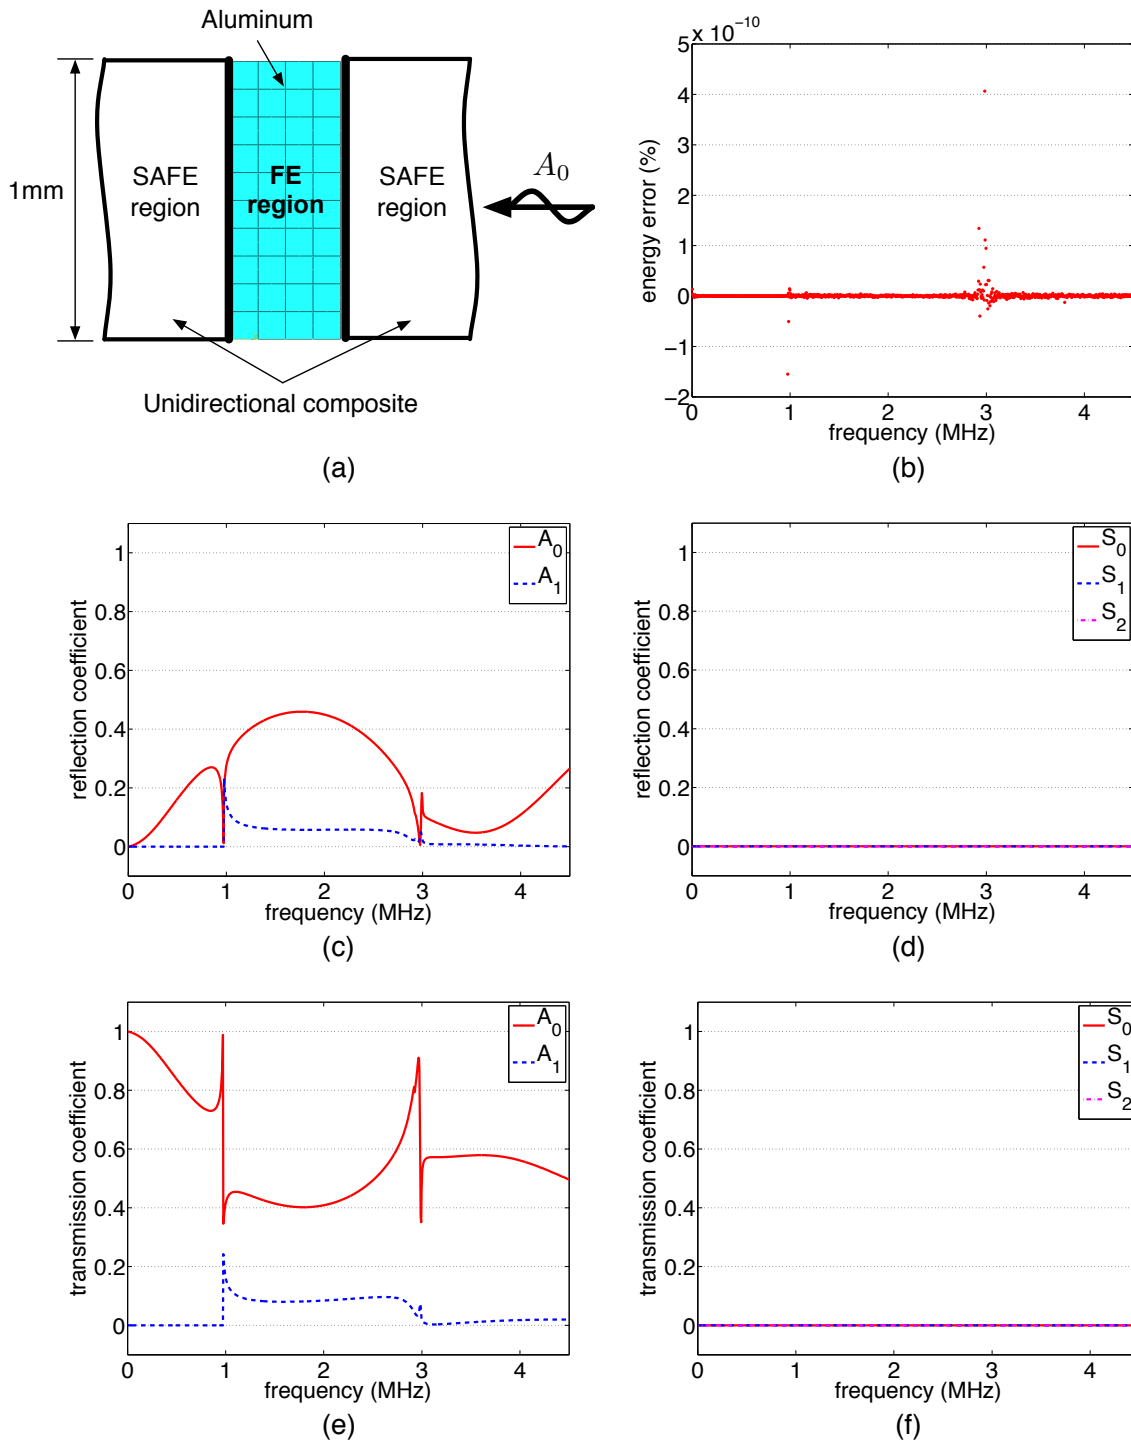 Aluminum
SAFE
region
FE
region
SAFE
region
1mm
A₀
Unidirectional composite
(a)
x 10⁻¹⁰
5
4
3
2
1
0
−1
−2
energy error (%)
0 1 2 3 4
frequency (MHz)
(b)
A₀
A₁
1
0.8
0.6
0.4
0.2
0
reflection coefficient
0 1 2 3 4
frequency (MHz)
(c)
S₀
S₁
S₂
1
0.8
0.6
0.4
0.2
0
reflection coefficient
0 1 2 3 4
frequency (MHz)
(d)
A₀
A₁
1
0.8
0.6
0.4
0.2
0
transmission coefficient
0 1 2 3 4
frequency (MHz)
(e)
S₀
S₁
S₂
1
0.8
0.6
0.4
0.2
0
transmission coefficient
0 1 2 3 4
frequency (MHz)
(f)